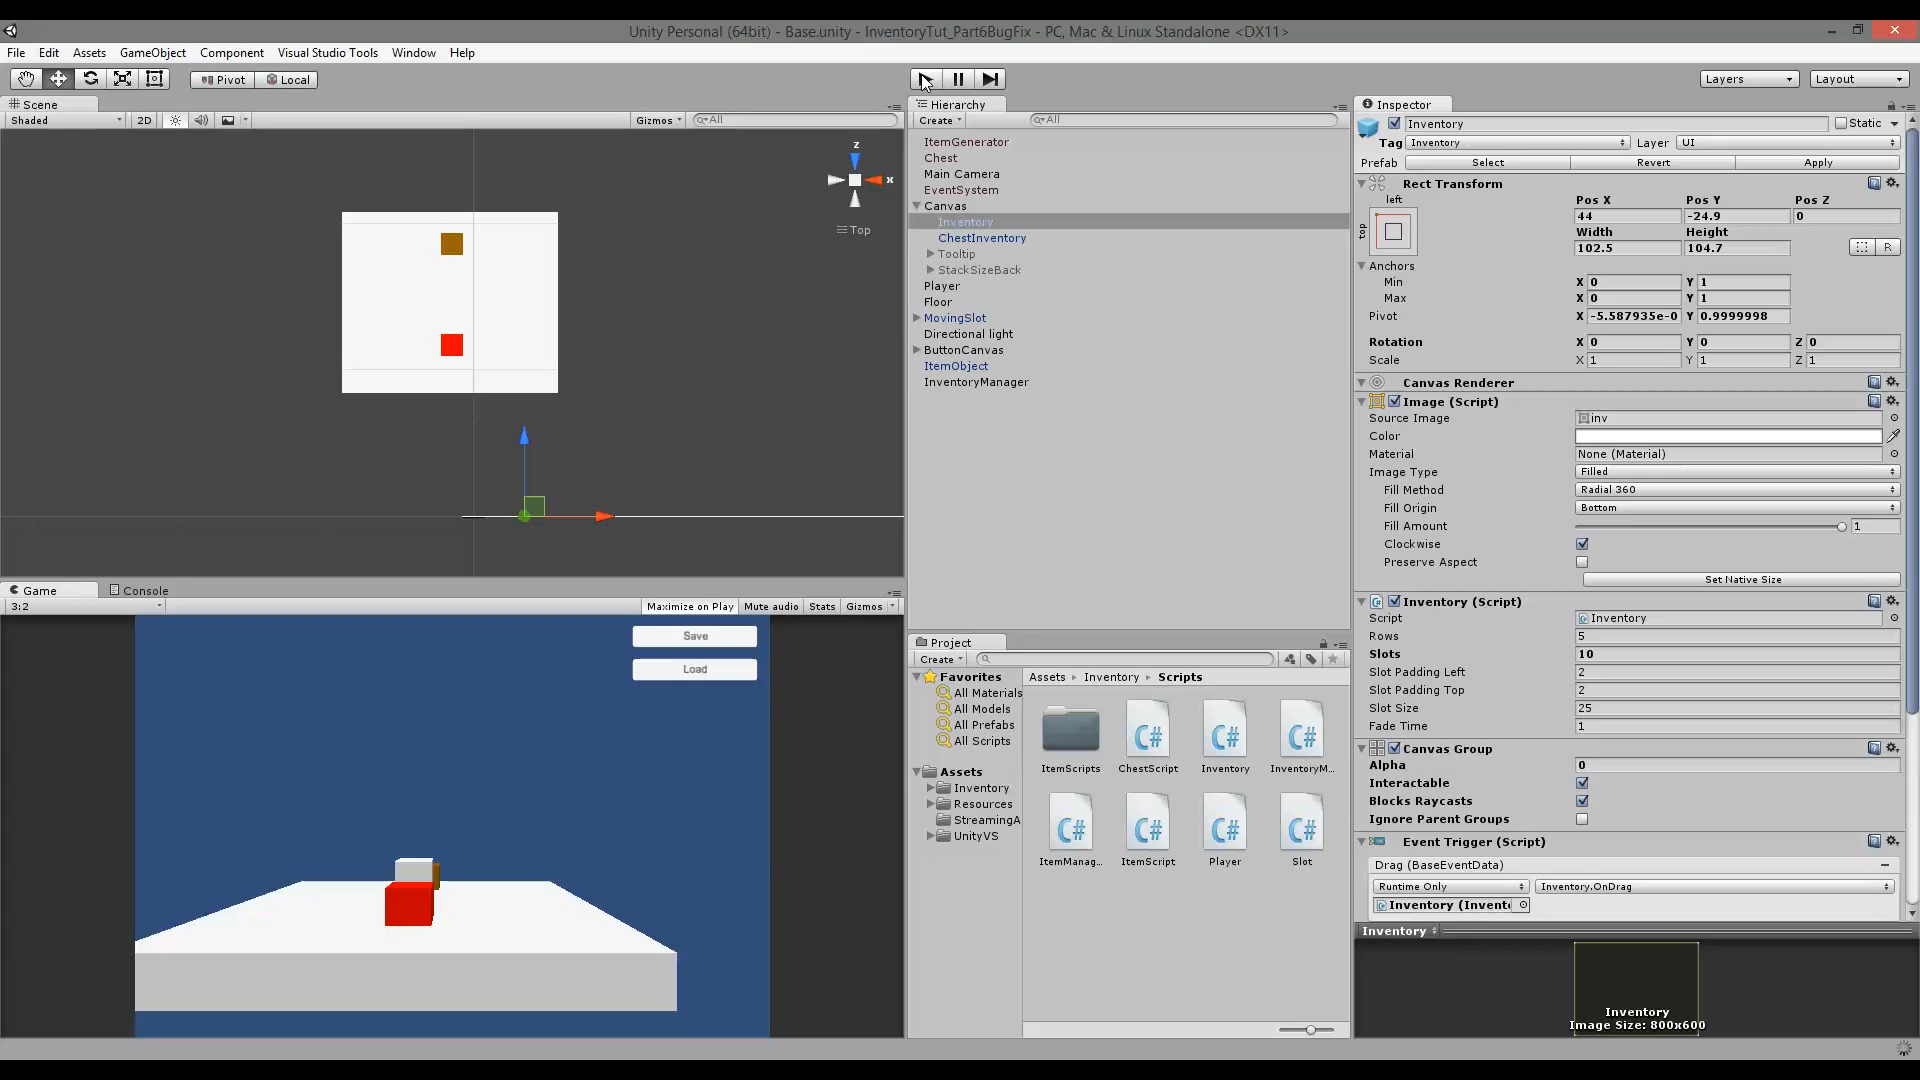 Unity Personal (64bit) - Base.unity - InventoryTut_Part6BugFix - PC, Mac & Linux Standalone <DX11>
File Edit Assets GameObject Component Visual Studio Tools Window Help
Pivot Local Layers Layout
Scene
Shaded 2D Gizmos All
z
x
Top
Game Console
3:2 Maximize on Play Mute audio Stats Gizmos
Save
Load
Hierarchy
Create All
ItemGenerator
Chest
Main Camera
EventSystem
Canvas
Inventory
ChestInventory
Tooltip
StackSizeBack
Player
Floor
MovingSlot
Directional light
ButtonCanvas
ItemObject
InventoryManager
Project
Create
Favorites
All Materials
All Models
All Prefabs
All Scripts
Assets
Inventory
Resources
StreamingA
UnityVS
Assets Inventory Scripts
C# C# C#
ItemScripts ChestScript Inventory InventoryM...
C# C# C# C#
ItemManag... ItemScript Player Slot
Inspector
Inventory Static
Tag Inventory Layer UI
Prefab Select Revert Apply
Rect Transform
left Pos X Pos Y Pos Z
top 44 -24.9 0
Width Height
102.5 104.7 R
Anchors
Min X 0 Y 1
Max X 0 Y 1
Pivot X -5.587935e-0 Y 0.9999998
Rotation X 0 Y 0 Z 0
Scale X 1 Y 1 Z 1
Canvas Renderer
Image (Script)
Source Image inv
Color
Material None (Material)
Image Type Filled
Fill Method Radial 360
Fill Origin Bottom
Fill Amount 1
Clockwise
Preserve Aspect
Set Native Size
Inventory (Script)
Script Inventory
Rows 5
Slots 10
Slot Padding Left 2
Slot Padding Top 2
Slot Size 25
Fade Time 1
Canvas Group
Alpha 0
Interactable
Blocks Raycasts
Ignore Parent Groups
Event Trigger (Script)
Drag (BaseEventData)
Runtime Only Inventory.OnDrag
Inventory (Invent
Inventory
Inventory
Image Size: 800x600